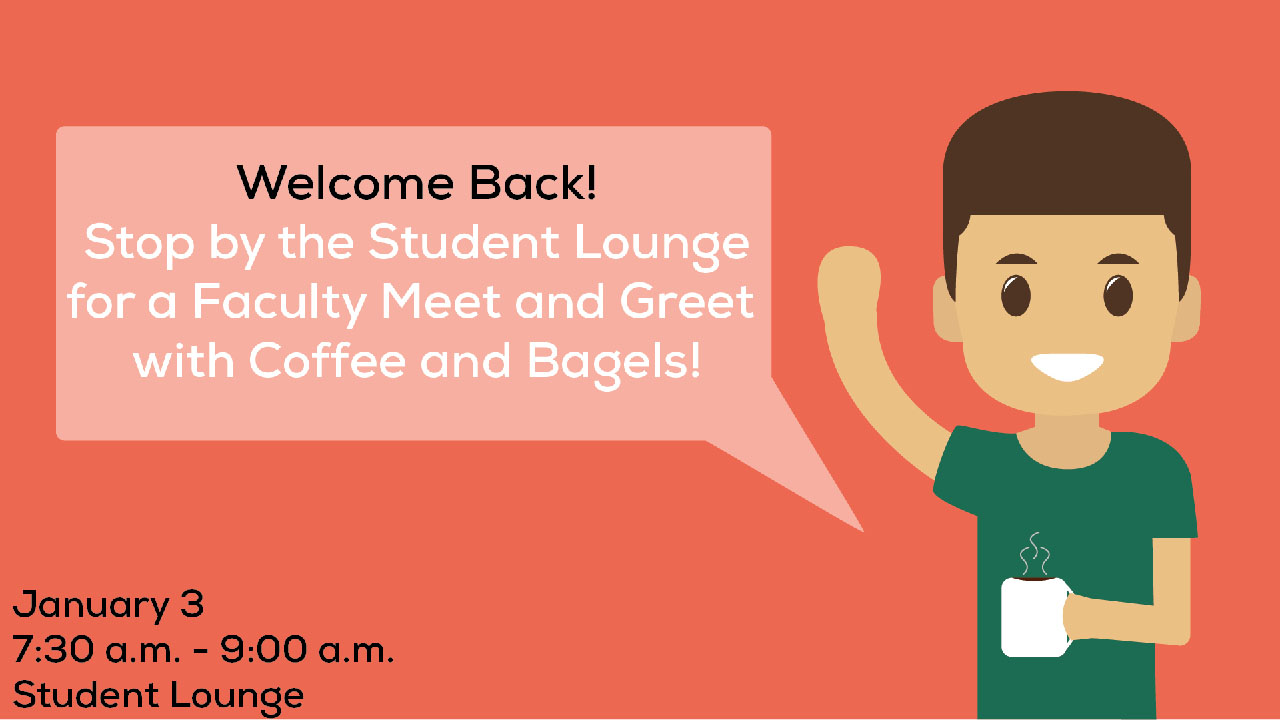 Welcome Back!
Stop by the Student Lounge
for a Faculty Meet and Greet
with Coffee and Bagels!
January 3
7:30 a.m. - 9:00 a.m.
Student Lounge